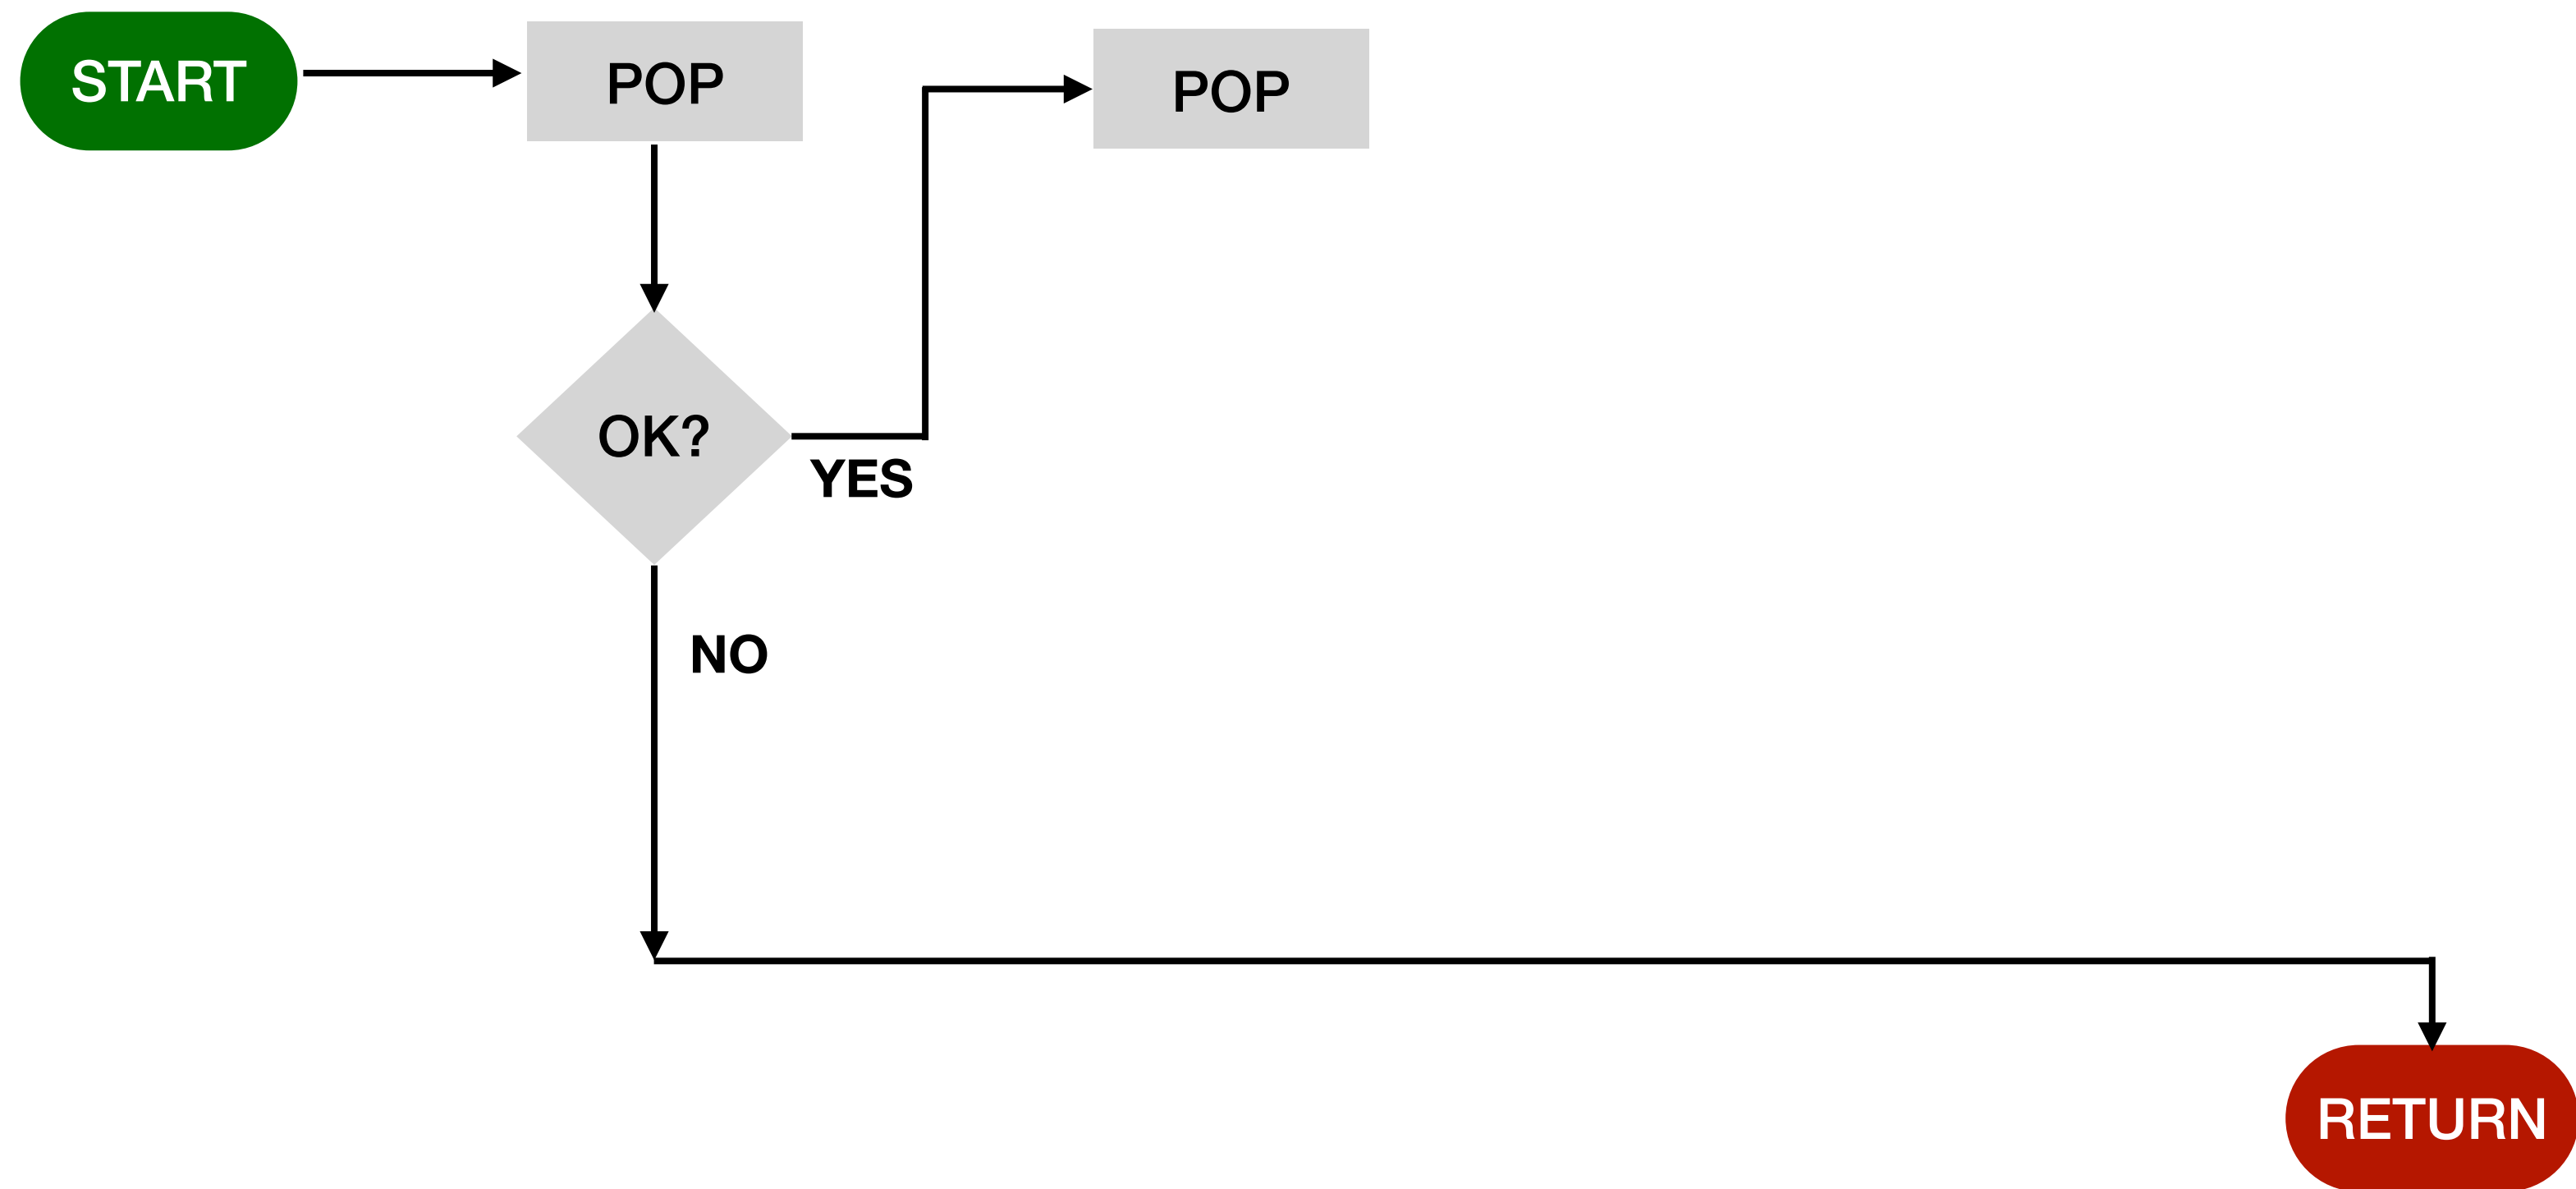 START
POP
POP
OK?
YES
NO
RETURN